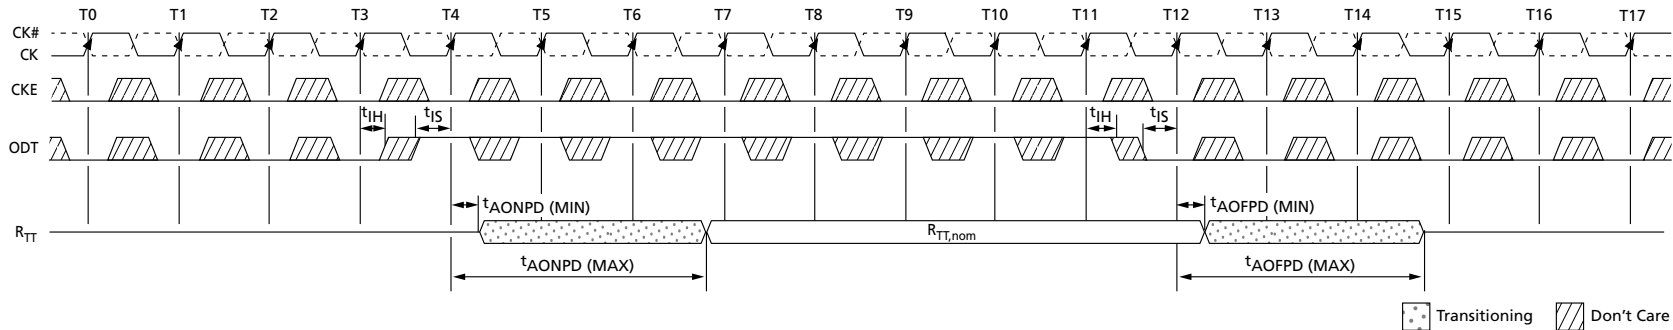 T0 T1 T2 T3 T4 T5 T6 T7 T8 T9 T10 T11 T12 T13 T14 T15 T16 T17
CK#
CK
CKE
tIH tIS tIH tIS
ODT
tAONPD (MIN) tAOFPD (MIN)
RTT RTT,nom
tAONPD (MAX) tAOFPD (MAX)
Transitioning Don't Care